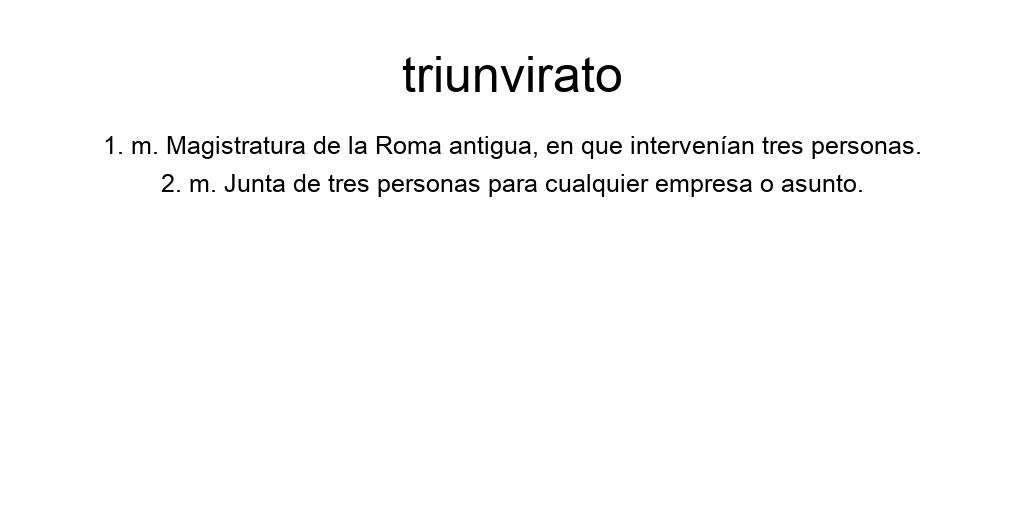 triunvirato
1. m. Magistratura de la Roma antigua, en que intervenían tres personas.
2. m. Junta de tres personas para cualquier empresa o asunto.